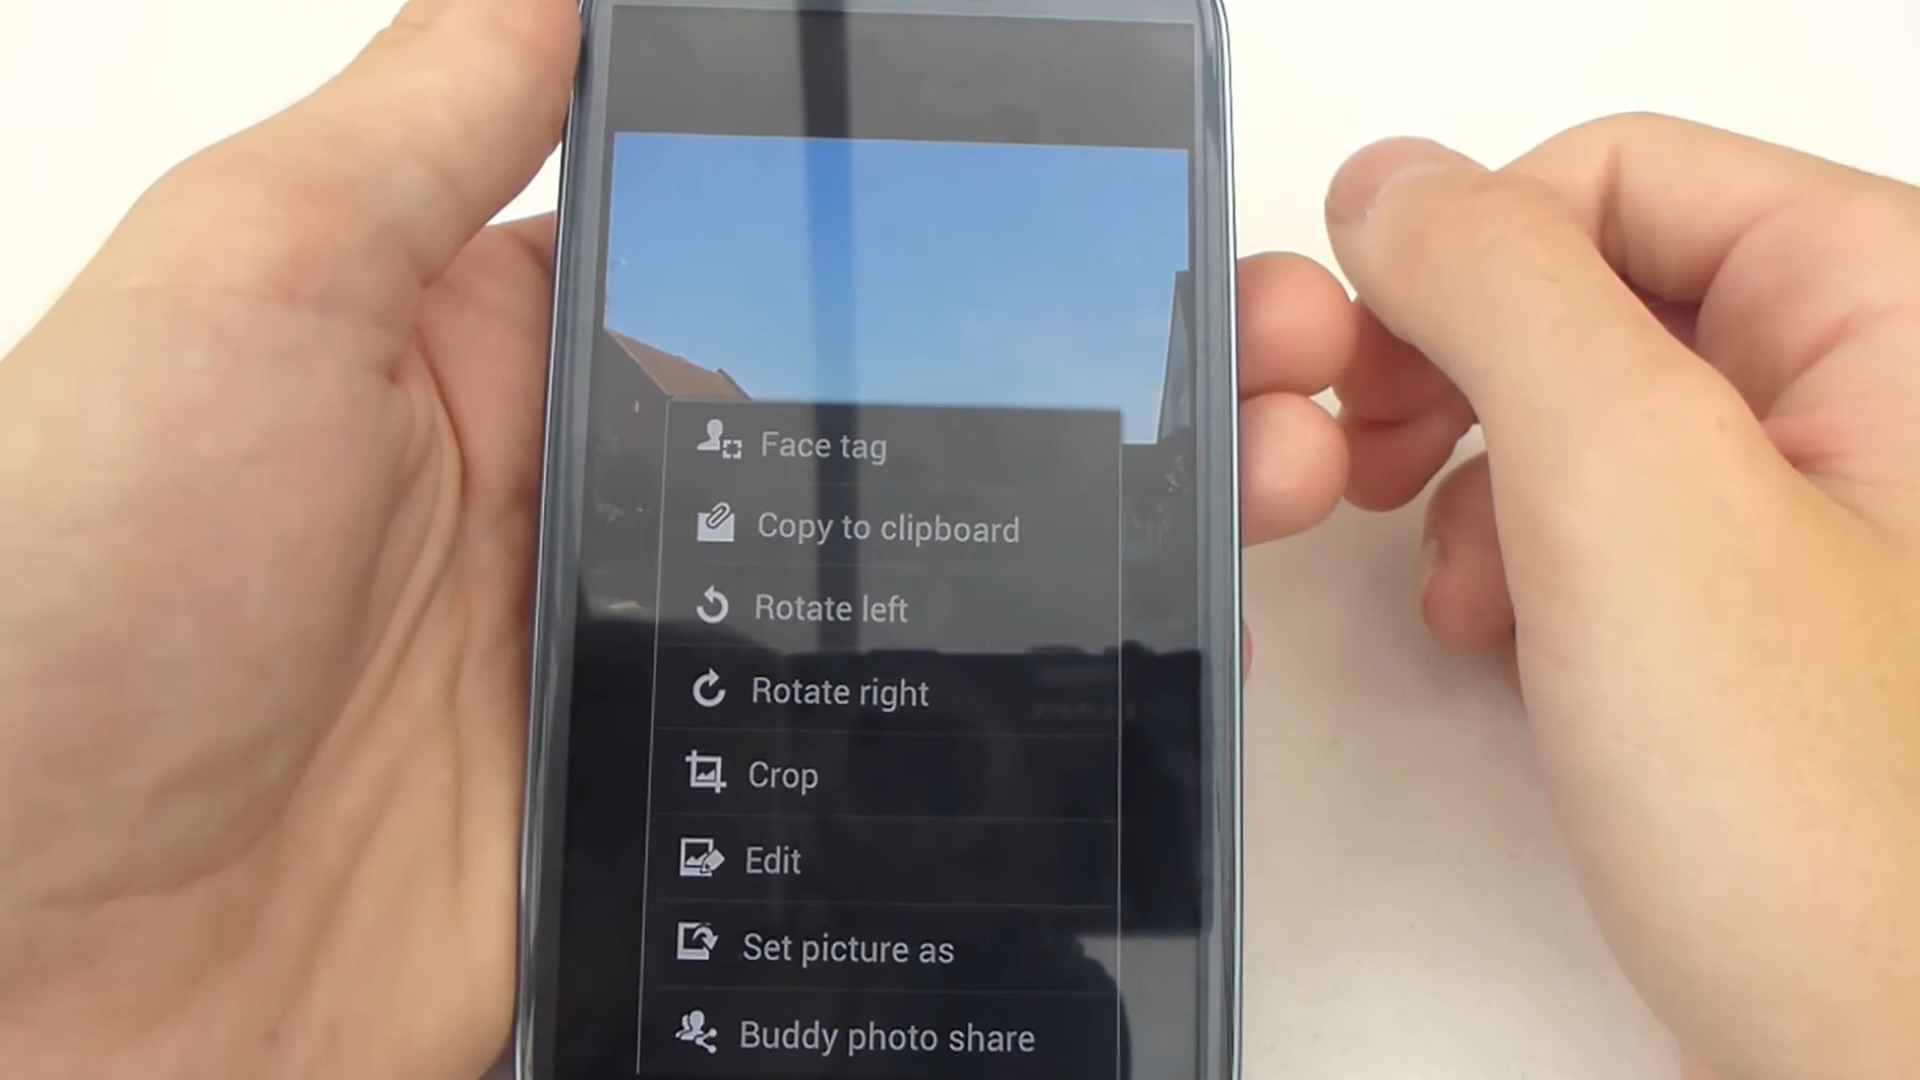 Face tag
Copy to clipboard
Rotate left
Rotate right
Crop
Edit
Set picture as
Buddy photo share